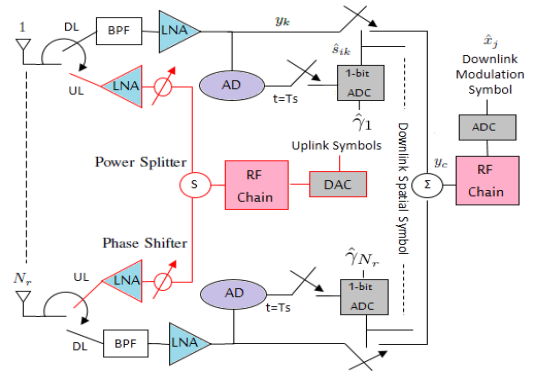 1
DL
BPF
LNA
y_k
ŝ_ik
x̂_j
Downlink
Modulation
Symbol
UL
LNA
AD
t=Ts
1-bit
ADC
γ̂_1
ADC
Power Splitter
Uplink Symbols
S
RF
Chain
DAC
Downlink Spatial Symbol
Σ
y_c
RF
Chain
Phase Shifter
N_r
UL
LNA
AD
t=Ts
γ̂_{N_r}
1-bit
ADC
DL
BPF
LNA